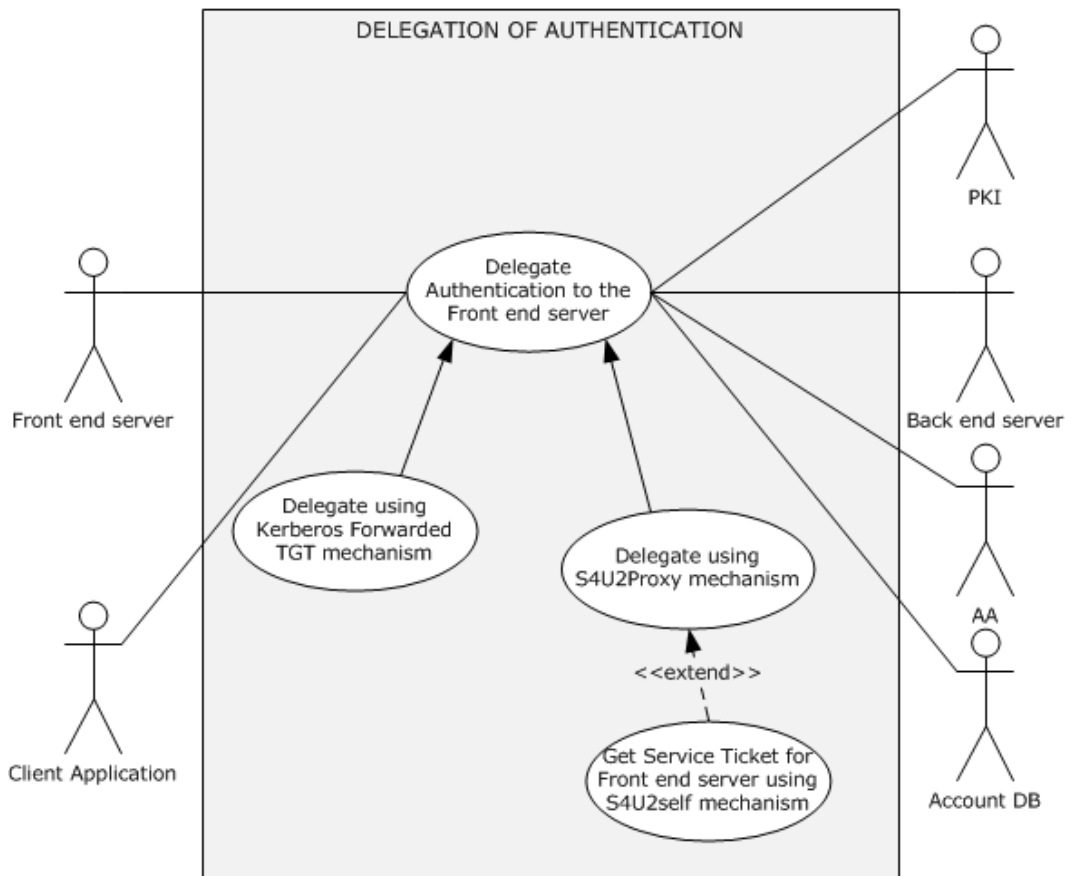 DELEGATION OF AUTHENTICATION
PKI
Delegate
Authentication to the
Front end server
Front end server
Back end server
Delegate using
Kerberos Forwarded
TGT mechanism
Delegate using
S4U2Proxy mechanism
AA
<<extend>>
Client Application
Get Service Ticket for
Front end server using
S4U2self mechanism
Account DB